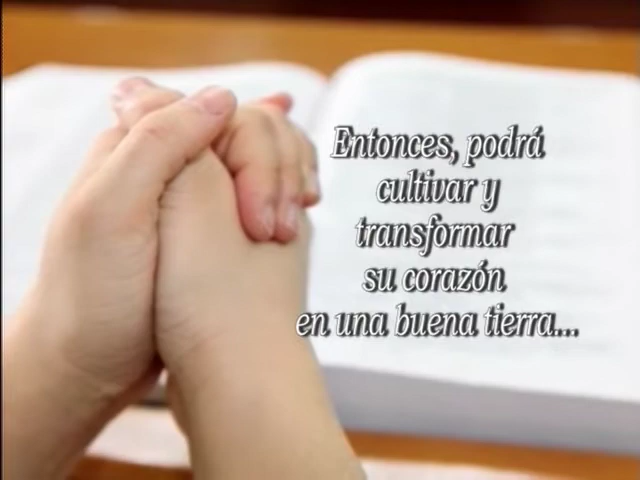 Entonces, podrá
cultivar y
transformar
su corazón
en una buena tierra...